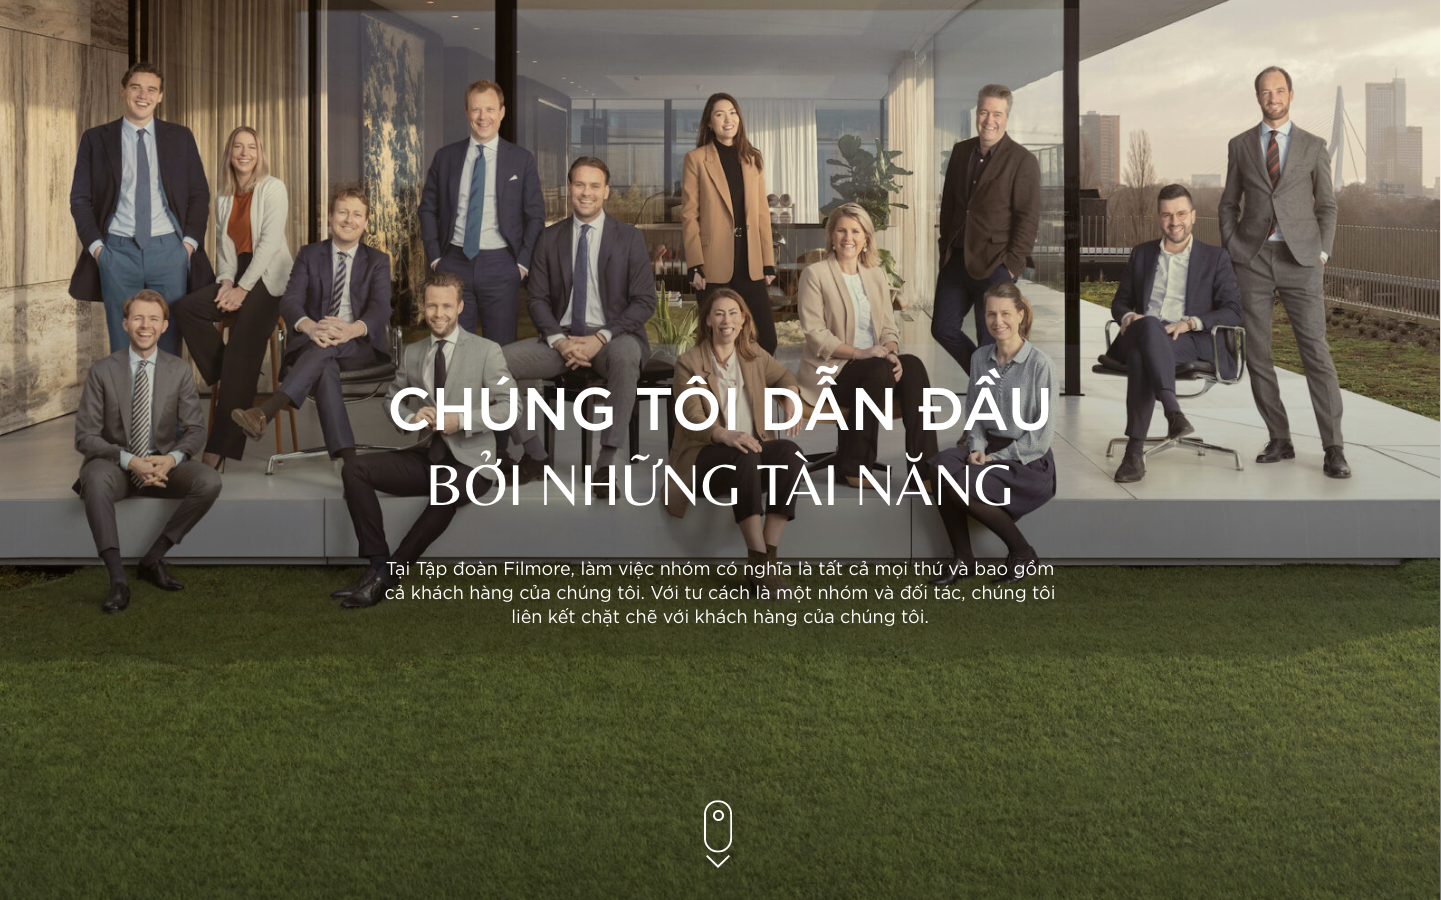 CHÚNG TÔI DẪN ĐẦU
BỞI NHỮNG TÀI NĂNG
Tại Tập đoàn Filmore, làm việc nhóm có nghĩa là tất cả mọi thứ và bao gồm
cả khách hàng của chúng tôi. Với tư cách là một nhóm và đối tác, chúng tôi
liên kết chặt chẽ với khách hàng của chúng tôi.